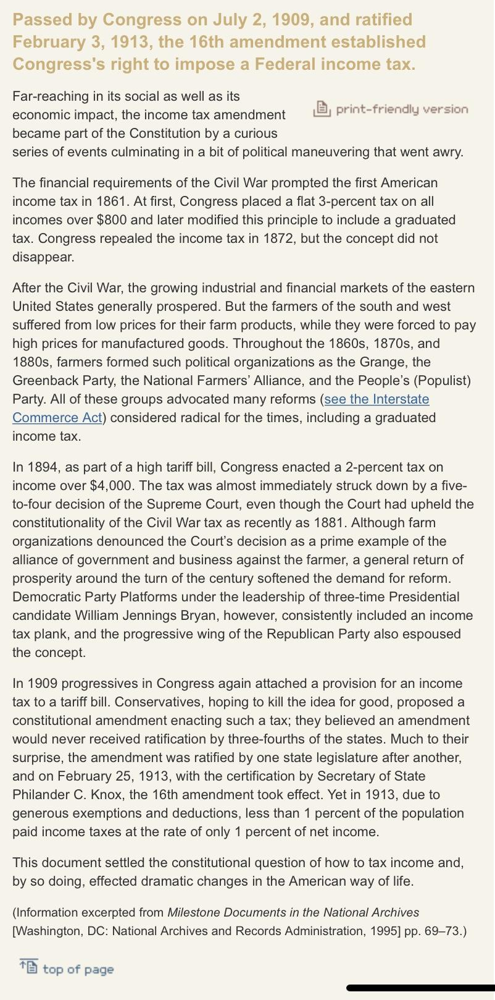 Passed by Congress on July 2, 1909, and ratified
February 3, 1913, the 16th amendment established
Congress's right to impose a Federal income tax.
Far-reaching in its social as well as its
economic impact, the income tax amendment
became part of the Constitution by a curious
series of events culminating in a bit of political maneuvering that went awry.
print-friendly version
The financial requirements of the Civil War prompted the first American
income tax in 1861. At first, Congress placed a flat 3-percent tax on all
incomes over $800 and later modified this principle to include a graduated
tax. Congress repealed the income tax in 1872, but the concept did not
disappear.
After the Civil War, the growing industrial and financial markets of the eastern
United States generally prospered. But the farmers of the south and west
suffered from low prices for their farm products, while they were forced to pay
high prices for manufactured goods. Throughout the 1860s, 1870s, and
1880s, farmers formed such political organizations as the Grange, the
Greenback Party, the National Farmers’ Alliance, and the People’s (Populist)
Party. All of these groups advocated many reforms (see the Interstate
Commerce Act) considered radical for the times, including a graduated
income tax.
In 1894, as part of a high tariff bill, Congress enacted a 2-percent tax on
income over $4,000. The tax was almost immediately struck down by a five-
to-four decision of the Supreme Court, even though the Court had upheld the
constitutionality of the Civil War tax as recently as 1881. Although farm
organizations denounced the Court’s decision as a prime example of the
alliance of government and business against the farmer, a general return of
prosperity around the turn of the century softened the demand for reform.
Democratic Party Platforms under the leadership of three-time Presidential
candidate William Jennings Bryan, however, consistently included an income
tax plank, and the progressive wing of the Republican Party also espoused
the concept.
In 1909 progressives in Congress again attached a provision for an income
tax to a tariff bill. Conservatives, hoping to kill the idea for good, proposed a
constitutional amendment enacting such a tax; they believed an amendment
would never received ratification by three-fourths of the states. Much to their
surprise, the amendment was ratified by one state legislature after another,
and on February 25, 1913, with the certification by Secretary of State
Philander C. Knox, the 16th amendment took effect. Yet in 1913, due to
generous exemptions and deductions, less than 1 percent of the population
paid income taxes at the rate of only 1 percent of net income.
This document settled the constitutional question of how to tax income and,
by so doing, effected dramatic changes in the American way of life.
(Information excerpted from Milestone Documents in the National Archives
[Washington, DC: National Archives and Records Administration, 1995] pp. 69–73.)
top of page